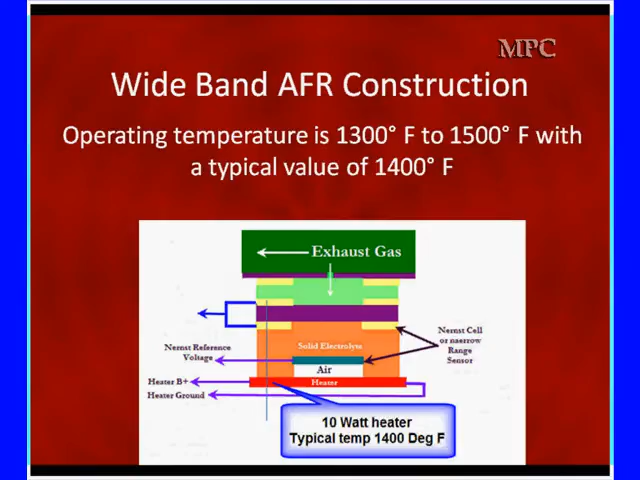 MPC
Wide Band AFR Construction
Operating temperature is 1300° F to 1500° F with
a typical value of 1400° F
Exhaust Gas
Nernst Cell
or narrow
Range
Sensor
Solid Electrolyte
Nernst Reference
Voltage
Air
Heater B+
Heater
Heater Ground
10 Watt heater
Typical temp 1400 Deg F